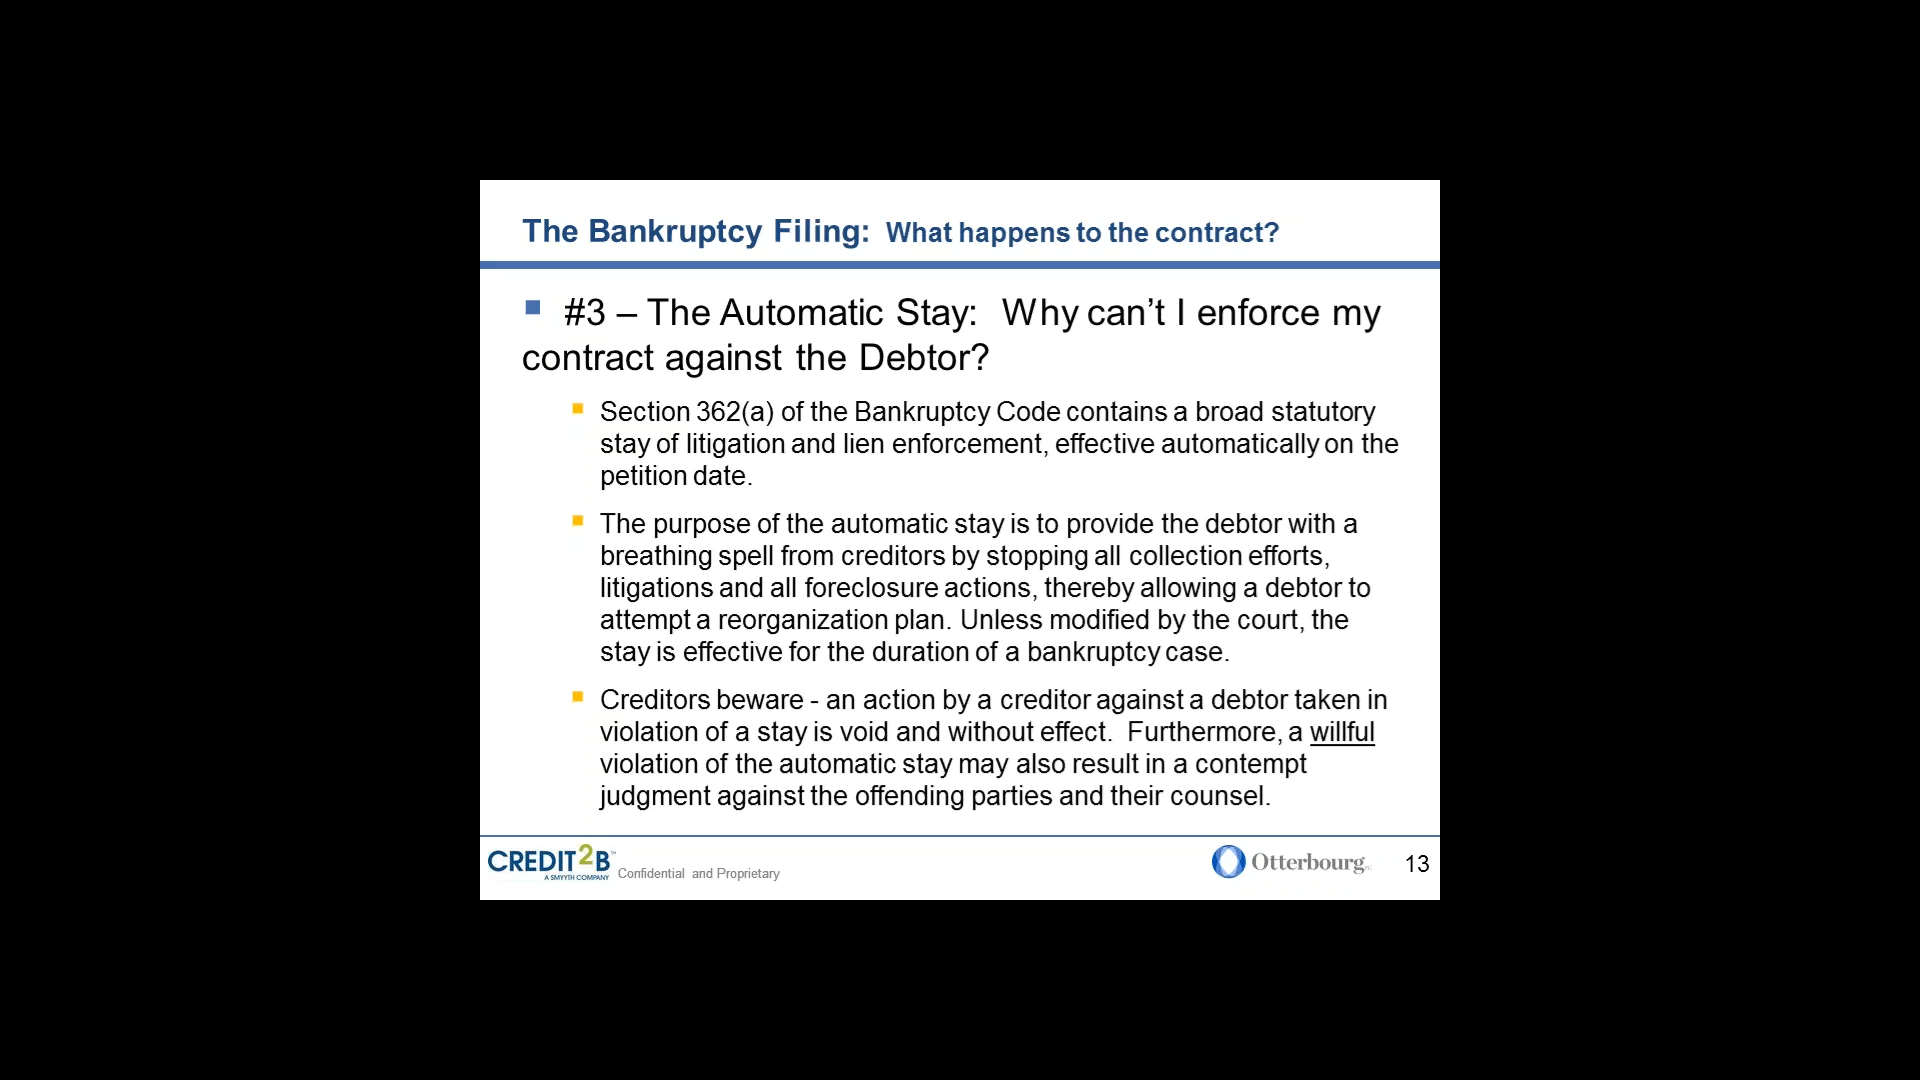 The Bankruptcy Filing: What happens to the contract?
#3 – The Automatic Stay: Why can’t I enforce my
contract against the Debtor?
Section 362(a) of the Bankruptcy Code contains a broad statutory
stay of litigation and lien enforcement, effective automatically on the
petition date.
The purpose of the automatic stay is to provide the debtor with a
breathing spell from creditors by stopping all collection efforts,
litigations and all foreclosure actions, thereby allowing a debtor to
attempt a reorganization plan. Unless modified by the court, the
stay is effective for the duration of a bankruptcy case.
Creditors beware - an action by a creditor against a debtor taken in
violation of a stay is void and without effect. Furthermore, a willful
violation of the automatic stay may also result in a contempt
judgment against the offending parties and their counsel.
CREDIT2B
A SMYYTH COMPANY
Confidential and Proprietary
Otterbourg
13